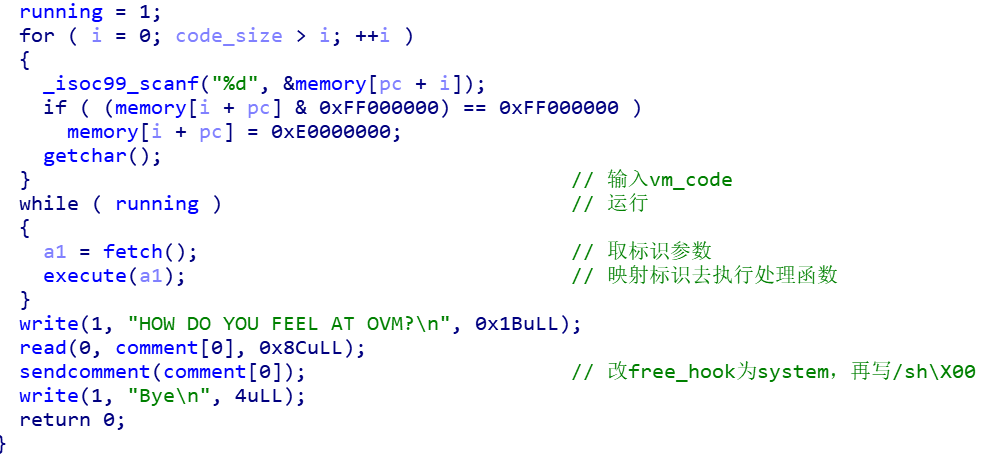 running = 1;
for ( i = 0; code_size > i; ++i )
{
_isoc99_scanf("%d", &memory[pc + i]);
if ( (memory[i + pc] & 0xFF000000) == 0xFF000000 )
memory[i + pc] = 0xE0000000;
getchar();
} // 输入vm_code
while ( running ) // 运行
{
a1 = fetch(); // 取标识参数
execute(a1); // 映射标识去执行处理函数
}
write(1, "HOW DO YOU FEEL AT OVM?\n", 0x1BuLL);
read(0, comment[0], 0x8CuLL);
sendcomment(comment[0]); // 改free_hook为system，再写/sh\X00
write(1, "Bye\n", 4uLL);
return 0;
}